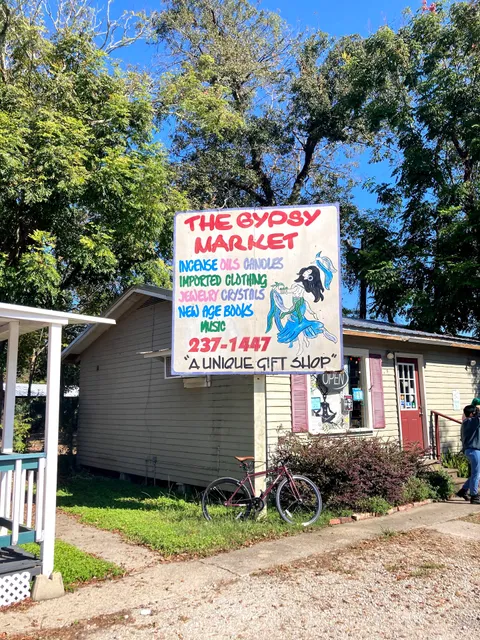 THE GYPSY
MARKET
INCENSE OILS CANDLES
IMPORTED CLOTHING
JEWELRY CRYSTALS
NEW AGE BOOKS
MUSIC
237-1447
"A UNIQUE GIFT SHOP"
OPEN